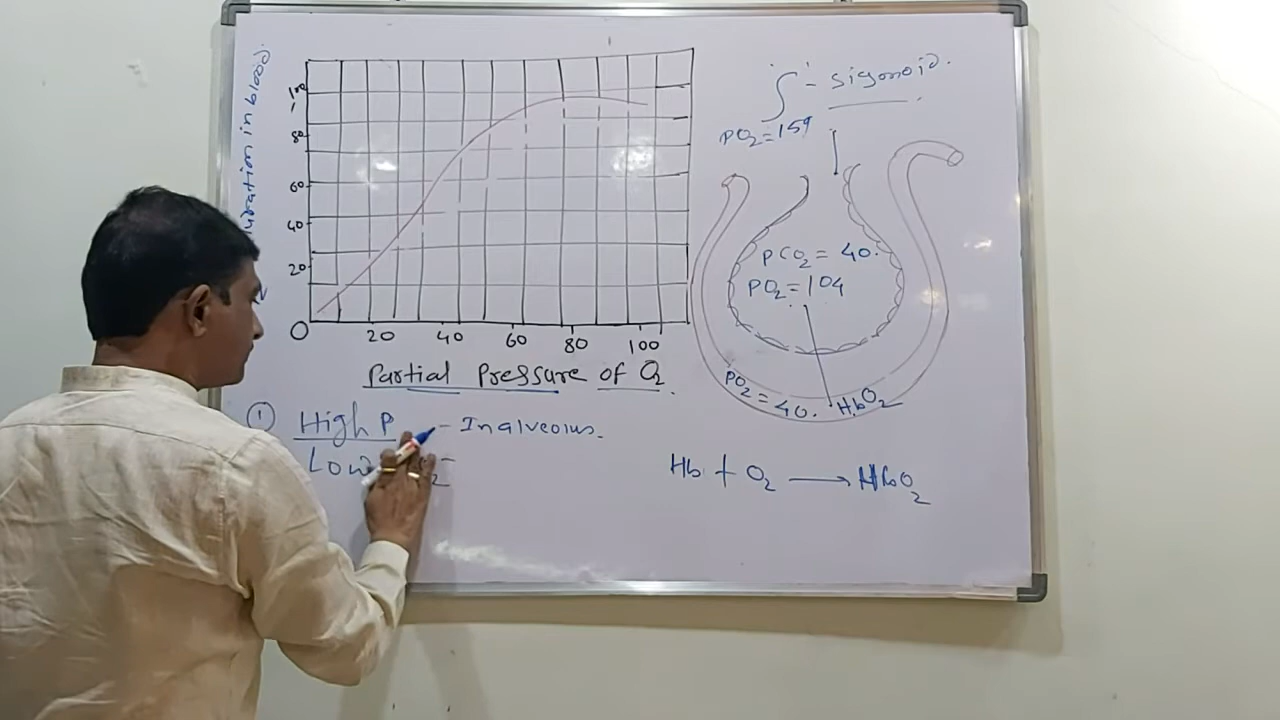 uration in blood.
100
80
60
40
20
0
20 40 60 80 100
Partial Pressure of O2.
∫ - sigmoid.
PO2 = 159
PCO2 = 40.
PO2 = 104
PO2 = 40. HbO2
① High P - In alveolus.
Low
Hb + O2 → HbO2